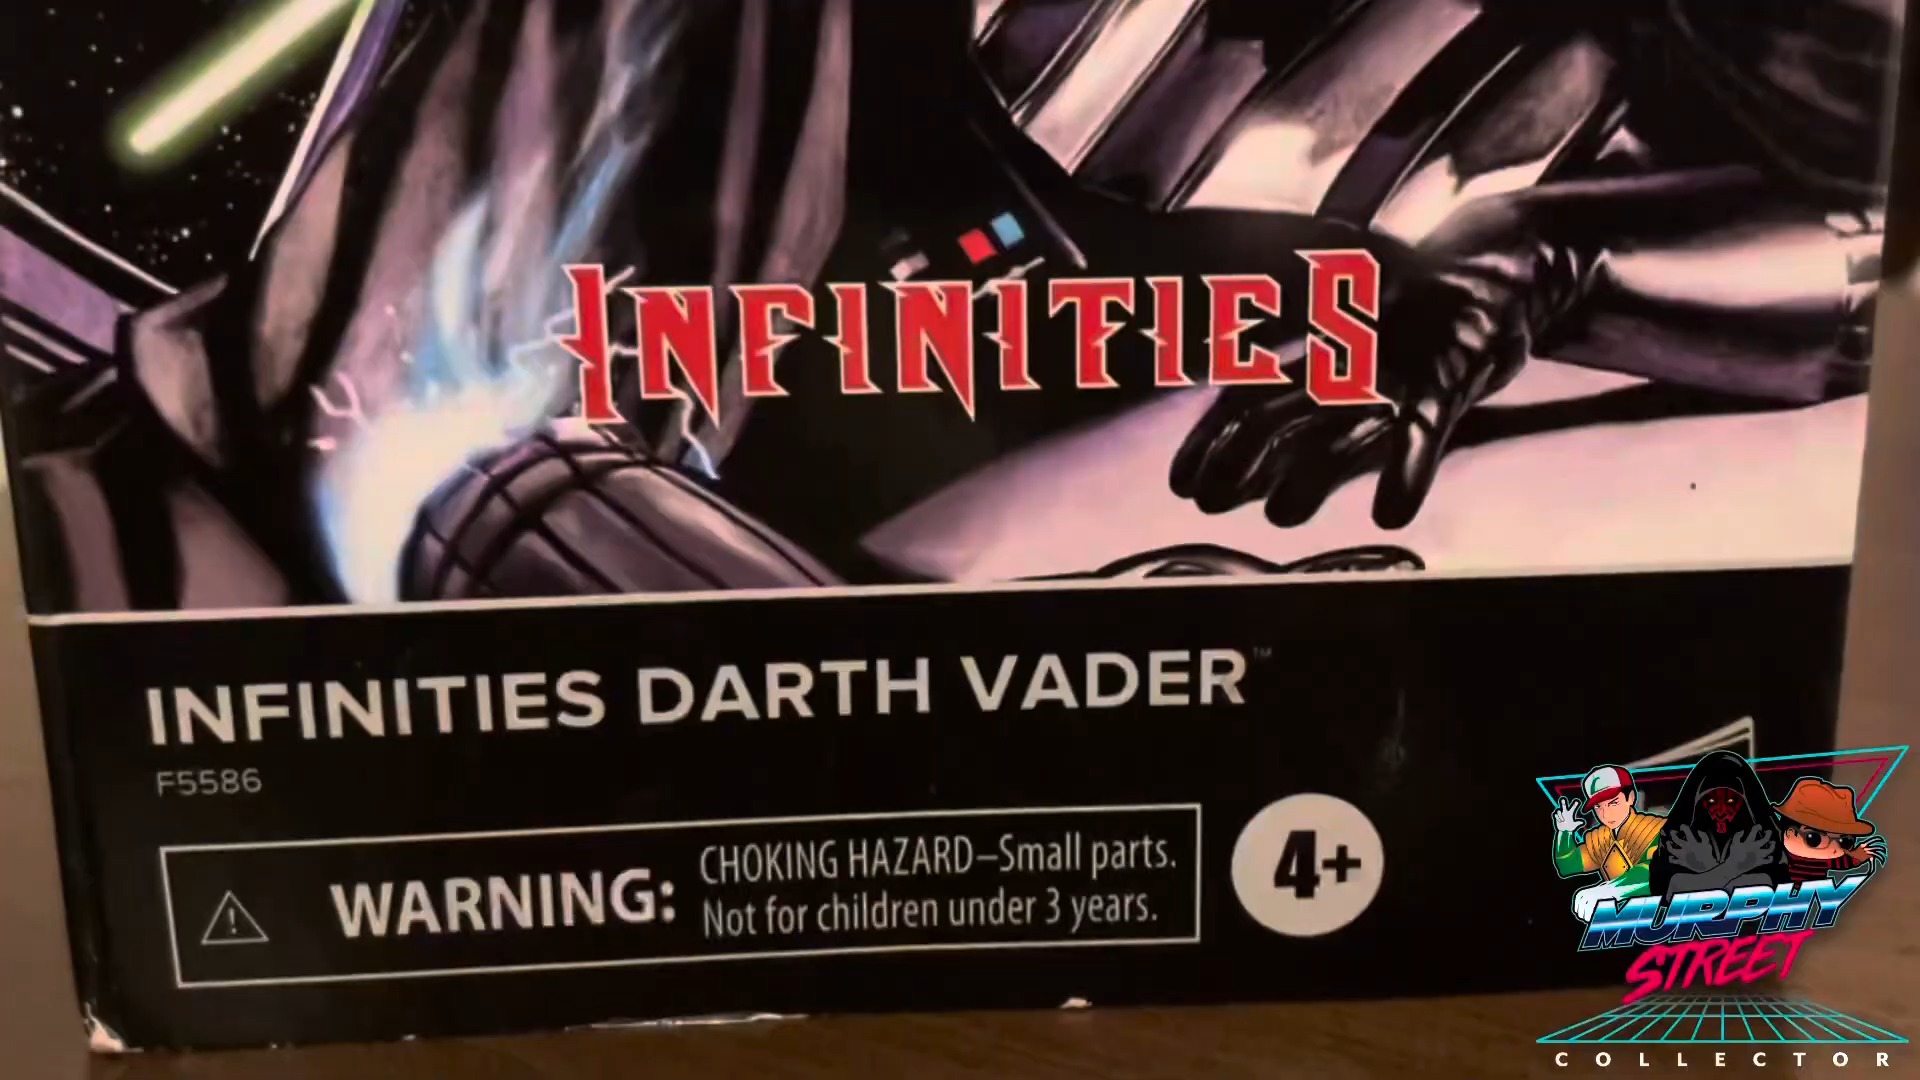 INFINITIES
INFINITIES DARTH VADER™
F5586
WARNING:
CHOKING HAZARD–Small parts.
Not for children under 3 years.
4+
MURPHY
STREET
COLLECTOR